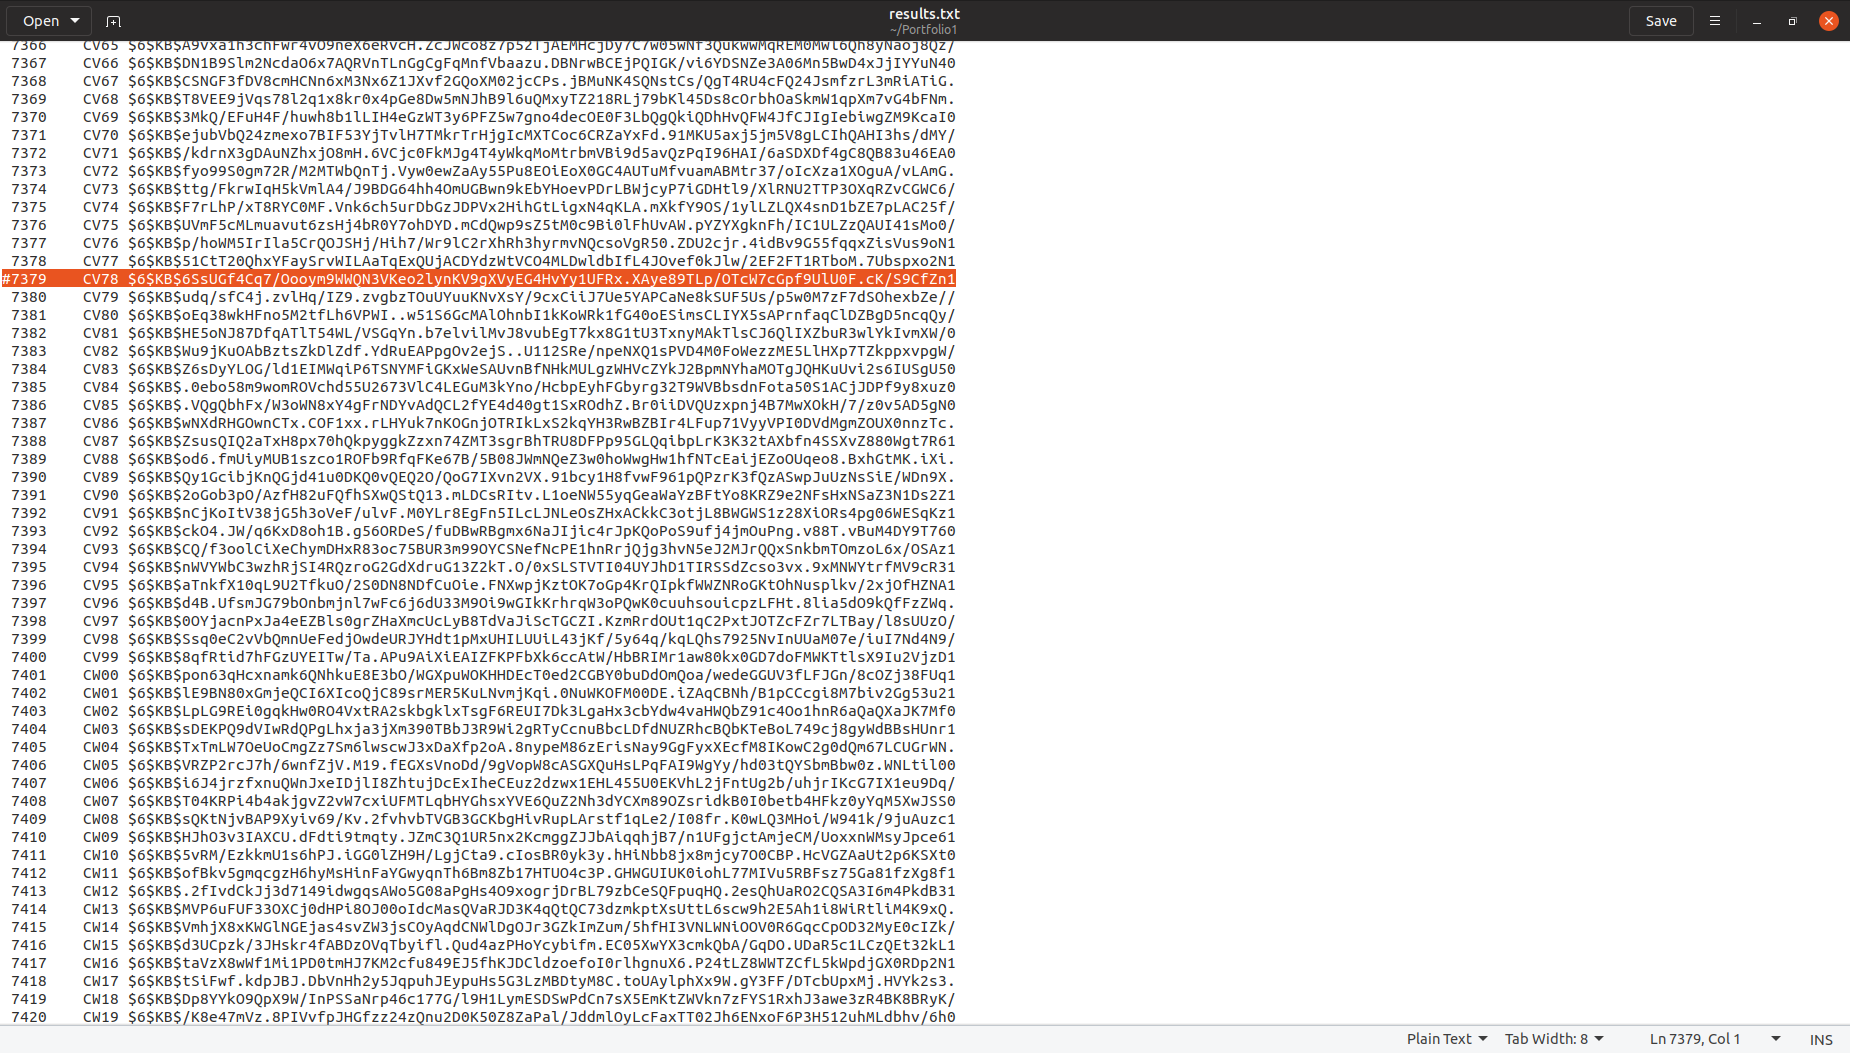 Open
results.txt
~/Portfolio1
Save
7366 CV65 $6$KB$A9vxa1h3chFwr4vO9neX6eRvcH.ZcJWco8z7p52TjAEMHcjDy7C7W05wNf3QukwwMqREM0Mwl6Qh8yNaoj8Qz/
7367 CV66 $6$KB$DN1B9Slm2NcdaO6x7AQRVnTLnGgCgFqMnfVbaazu.DBNrwBCEjPQIGK/vi6YDSNZe3A06Mn5BwD4xJjIYYuN40
7368 CV67 $6$KB$CSNGF3fDV8cmHCNn6xM3Nx6Z1JXvf2GQoXM02jcCPs.jBMuNK4SQNstCs/QgT4RU4cFQ24JsmfzrL3mRiATiG.
7369 CV68 $6$KB$T8VEE9jVqs78l2q1x8kr0x4pGe8Dw5mNJhB9l6uQMxyTZ218RLj79bKl45Ds8cOrbhOaSkmW1qpXm7vG4bFNm.
7370 CV69 $6$KB$3MkQ/EFuH4F/huwh8b1lLIH4eGzWT3y6PFZ5w7gno4decOE0F3LbQgQkiQDhHvQFW4JfCJIgIebiwgZM9KcaI0
7371 CV70 $6$KB$ejubVbQ24zmexo7BIF53YjTvlH7TMkrTrHjgIcMXTCoc6CRZaYxFd.91MKU5axj5jm5V8gLCIhQAHI3hs/dMY/
7372 CV71 $6$KB$/kdrnX3gDAuNZhxjO8mH.6VCjc0FkMJg4T4yWkqMoMtrbmVBi9d5avQzPqI96HAI/6aSDXDf4gC8QB83u46EA0
7373 CV72 $6$KB$fyo99S0gm72R/M2MTWbQnTj.Vyw0ewZaAy55Pu8EOiEoX0GC4AUTuMfvuamABMtr37/oIcXza1XOguA/vLAmG.
7374 CV73 $6$KB$ttg/FkrwIqH5kVmlA4/J9BDG64hh4OmUGBwn9kEbYHoevPDrLBWjcyP7iGDHtl9/XlRNU2TTP3OXqRZvCGWC6/
7375 CV74 $6$KB$F7rLhP/xT8RYC0MF.Vnk6ch5urDbGzJDPVx2HihGtLigxN4qKLA.mXkfY9OS/1ylLZLQX4snD1bZE7pLAC25f/
7376 CV75 $6$KB$UVmF5cMLmuavut6zsHj4bR0Y7ohDYD.mCdQwp9sZ5tM0c9Bi0lFhUvAW.pYZYXgknFh/IC1ULZzQAUI41sMo0/
7377 CV76 $6$KB$p/hoWM5IrIla5CrQOJSHj/Hih7/Wr9lC2rXhRh3hyrmvNQcsoVgR50.ZDU2cjr.4idBv9G55fqqxZisVus9oN1
7378 CV77 $6$KB$51CtT20QhxYFaySrvWILAaTqExQUjACDYdzWtVCO4MLDwldbIfL4JOvef0kJlw/2EF2FT1RTboM.7Ubspxo2N1
#7379 CV78 $6$KB$6SsUGf4Cq7/Oooym9WWQN3VKeo2lynKV9gXVyEG4HvYy1UFRx.XAye89TLp/OTcW7cGpf9UlU0F.cK/S9CfZn1
7380 CV79 $6$KB$udq/sfC4j.zvlHq/IZ9.zvgbzTOuUYuuKNvXsY/9cxCiiJ7Ue5YAPCaNe8kSUF5Us/p5w0M7zF7dSOhexbZe//
7381 CV80 $6$KB$oEq38wkHFno5M2tfLh6VPWI..w51S6GcMAlOhnbI1kKoWRk1fG40oESimsCLIYX5sAPrnfaqClDZBgD5ncqQy/
7382 CV81 $6$KB$HE5oNJ87DfqATlT54WL/VSGqYn.b7elvilMvJ8vubEgT7kx8G1tU3TxnyMAkTlsCJ6QlIXZbuR3wlYkIvmXW/0
7383 CV82 $6$KB$Wu9jKuOAbBztsZkDlZdf.YdRuEAPpgOv2ejS..U112SRe/npeNXQ1sPVD4M0FoWezzME5LlHXp7TZkppxvpgW/
7384 CV83 $6$KB$Z6sDyYLOG/ld1EIMWqiP6TSNYMFiGKxWeSAUvnBfNHkMULgzWHVcZYkJ2BpmNYhaMOTgJQHKuUvi2s6IUSgU50
7385 CV84 $6$KB$.0ebo58m9womROVchd55U2673VlC4LEGuM3kYno/HcbpEyhFGbyrg32T9WVBbsdnFota50S1ACjJDPf9y8xuz0
7386 CV85 $6$KB$.VQgQbhFx/W3oWN8xY4gFrNDYvAdQCL2fYE4d40gt1SxROdhZ.Br0iiDVQUzxpnj4B7MwXOkH/7/z0v5AD5gN0
7387 CV86 $6$KB$wNXdRHGOwnCTx.COF1xx.rLHYuk7nKOGnjOTRIkLxS2kqYH3RwBZBIr4LFup71VyyVPI0DVdMgmZOUX0nnzTc.
7388 CV87 $6$KB$ZsusQIQ2aTxH8px70hQkpyggkZzxn74ZMT3sgrBhTRU8DFPp95GLQqibpLrK3K32tAXbfn4SSXvZ880Wgt7R61
7389 CV88 $6$KB$od6.fmUiyMUB1szco1ROFb9RfqFKe67B/5B08JWmNQeZ3w0hoWwgHw1hfNTcEaijEZoOUqeo8.BxhGtMK.iXi.
7390 CV89 $6$KB$Qy1GcibjKnQGjd41u0DKQ0vQEQ2O/QoG7IXvn2VX.91bcy1H8fvwF961pQPzrK3fQzASwpJuUzNsSiE/WDn9X.
7391 CV90 $6$KB$2oGob3pO/AzfH82uFQfhSXwQStQ13.mLDCsRItv.L1oeNW55yqGeaWaYzBFtYo8KRZ9e2NFsHxNSaZ3N1Ds2Z1
7392 CV91 $6$KB$nCjKoItV38jG5h3oVeF/ulvF.M0YLr8EgFn5ILcLJNLeOsZHxACkkC3otjL8BWGWS1z28XiORs4pg06WESqKz1
7393 CV92 $6$KB$ckO4.JW/q6KxD8oh1B.g56ORDeS/fuDBwRBgmx6NaJIjic4rJpKQoPoS9ufj4jmOuPng.v88T.vBuM4DY9T760
7394 CV93 $6$KB$CQ/f3oolCiXeChymDHxR83oc75BUR3m99OYCSNefNcPE1hnRrjQjg3hvN5eJ2MJrQQxSnkbmTOmzoL6x/OSAz1
7395 CV94 $6$KB$nWVYWbC3wzhRjSI4RQzroG2GdXdruG13Z2kT.O/0xSLSTVTI04UYJhD1TIRSSdZcso3vx.9xMNWYtrfMV9cR31
7396 CV95 $6$KB$aTnkfX10qL9U2TfkuO/2S0DN8NDfCuOie.FNXwpjKztOK7oGp4KrQIpkfWWZNRoGKtOhNusplkv/2xjOfHZNA1
7397 CV96 $6$KB$d4B.UfsmJG79bOnbmjnl7wFc6j6dU33M9Oi9wGIkKrhrqW3oPQwK0cuuhsouicpzLFHt.8lia5dO9kQfFzZWq.
7398 CV97 $6$KB$0OYjacnPxJa4eEZBls0grZHaXmcUcLyB8TdVaJiScTGCZI.KzmRrdOUt1qC2PxtJOTZcFZr7LTBay/l8sUUzO/
7399 CV98 $6$KB$Ssq0eC2vVbQmnUeFedjOwdeURJYHdt1pMxUHILUUiL43jKf/5y64q/kqLQhs7925NvInUUaM07e/iuI7Nd4N9/
7400 CV99 $6$KB$8qfRtid7hFGzUYEITw/Ta.APu9AiXiEAIZFKPFbXk6ccAtW/HbBRIMr1aw80kx0GD7doFMWKTtlsX9Iu2VjzD1
7401 CW00 $6$KB$pon63qHcxnamk6QNhkuE8E3bO/WGXpuWOKHHDEcT0ed2CGBY0buDdOmQoa/wedeGGUV3fLFJGn/8cOZj38FUq1
7402 CW01 $6$KB$lE9BN80xGmjeQCI6XIcoQjC89srMER5KuLNvmjKqi.0NuWKOFM00DE.iZAqCBNh/B1pCCcgi8M7biv2Gg53u21
7403 CW02 $6$KB$LpLG9REi0gqkHw0RO4VxtRA2skbgklxTsgF6REUI7Dk3LgaHx3cbYdw4vaHWQbZ91c4Oo1hnR6aQaQXaJK7Mf0
7404 CW03 $6$KB$sDEKPQ9dVIwRdQPgLhxja3jXm390TBbJ3R9Wi2gRTyCcnuBbcLDfdNUZRhcBQbKTeBoL749cj8gyWdBBsHUnr1
7405 CW04 $6$KB$TxTmLW7OeUoCmgZz7Sm6lwscwJ3xDaXfp2oA.8nypeM86zErisNay9GgFyxXEcfM8IKowC2g0dQm67LCUGrWN.
7406 CW05 $6$KB$VRZP2rcJ7h/6wnfZjV.M19.fEGXsVnoDd/9gVopW8cASGXQuHsLPqFAI9WgYy/hd03tQYSbmBbw0z.WNLtil00
7407 CW06 $6$KB$i6J4jrzfxnuQWnJxeIDjlI8ZhtujDcExIheCEuz2dzwx1EHL455U0EKVhL2jFntUg2b/uhjrIKcG7IX1eu9Dq/
7408 CW07 $6$KB$T04KRPi4b4akjgvZ2vW7cxiUFMTLqbHYGhsxYVE6QuZ2Nh3dYCXm89OZsridkB0I0betb4HFkz0yYqM5XwJSS0
7409 CW08 $6$KB$sQKtNjvBAP9Xyiv69/Kv.2fvhvbTVGB3GCKbgHivRupLArstf1qLe2/I08fr.K0wLQ3MHoi/W941k/9juAuzc1
7410 CW09 $6$KB$HJhO3v3IAXCU.dFdti9tmqty.JZmC3Q1UR5nx2KcmggZJJbAiqqhjB7/n1UFgjctAmjeCM/UoxxnWMsyJpce61
7411 CW10 $6$KB$5vRM/EzkkmU1s6hPJ.iGG0lZH9H/LgjCta9.cIosBR0yk3y.hHiNbb8jx8mjcy7O0CBP.HcVGZAaUt2p6KSXt0
7412 CW11 $6$KB$ofBkv5gmqcgzH6hyMsHinFaYGwyqnTh6Bm8Zb17HTUO4c3P.GHWGUIUK0iohL77MIVu5RBFsz75Ga81fzXg8f1
7413 CW12 $6$KB$.2fIvdCkJj3d7149idwgqsAWo5G08aPgHs4O9xogrjDrBL79zbCeSQFpuqHQ.2esQhUaRO2CQSA3I6m4PkdB31
7414 CW13 $6$KB$MVP6uFUF33OXCj0dHPi8OJ00oIdcMasQVaRJD3K4qQtQC73dzmkptXsUttL6scw9h2E5Ah1i8WiRtliM4K9xQ.
7415 CW14 $6$KB$VmhjX8xKWGlNGEjas4svZW3jsCOyAqdCNWlDgOJr3GZkImZum/5hfHI3VNLWNiOOV0R6GqcCpOD32MyE0cIZk/
7416 CW15 $6$KB$d3UCpzk/3JHskr4fABDzOVqTbyifl.Qud4azPHoYcybifm.EC05XwYX3cmkQbA/GqDO.UDaR5c1LCzQEt32kL1
7417 CW16 $6$KB$taVzX8wWf1Mi1PD0tmHJ7KM2cfu849EJ5fhKJDCldzoefoI0rlhgnuX6.P24tLZ8WWTZCfL5kWpdjGX0RDp2N1
7418 CW17 $6$KB$tSiFwf.kdpJBJ.DbVnHh2y5JqpuhJEypuHs5G3LzMBDtyM8C.toUAylphXx9W.gY3FF/DTcbUpxMj.HVYk2s3.
7419 CW18 $6$KB$Dp8YYkO9QpX9W/InPSSaNrp46c177G/l9H1LymESDSwPdCn7sX5EmKtZWVkn7zFYS1RxhJ3awe3zR4BK8BRyK/
7420 CW19 $6$KB$/K8e47mVz.8PIVvfpJHGfzz24zQnu2D0K50Z8ZaPal/JddmlOyLcFaxTT02Jh6ENxoF6P3H512uhMLdbhv/6h0
Plain Text
Tab Width: 8
Ln 7379, Col 1
INS